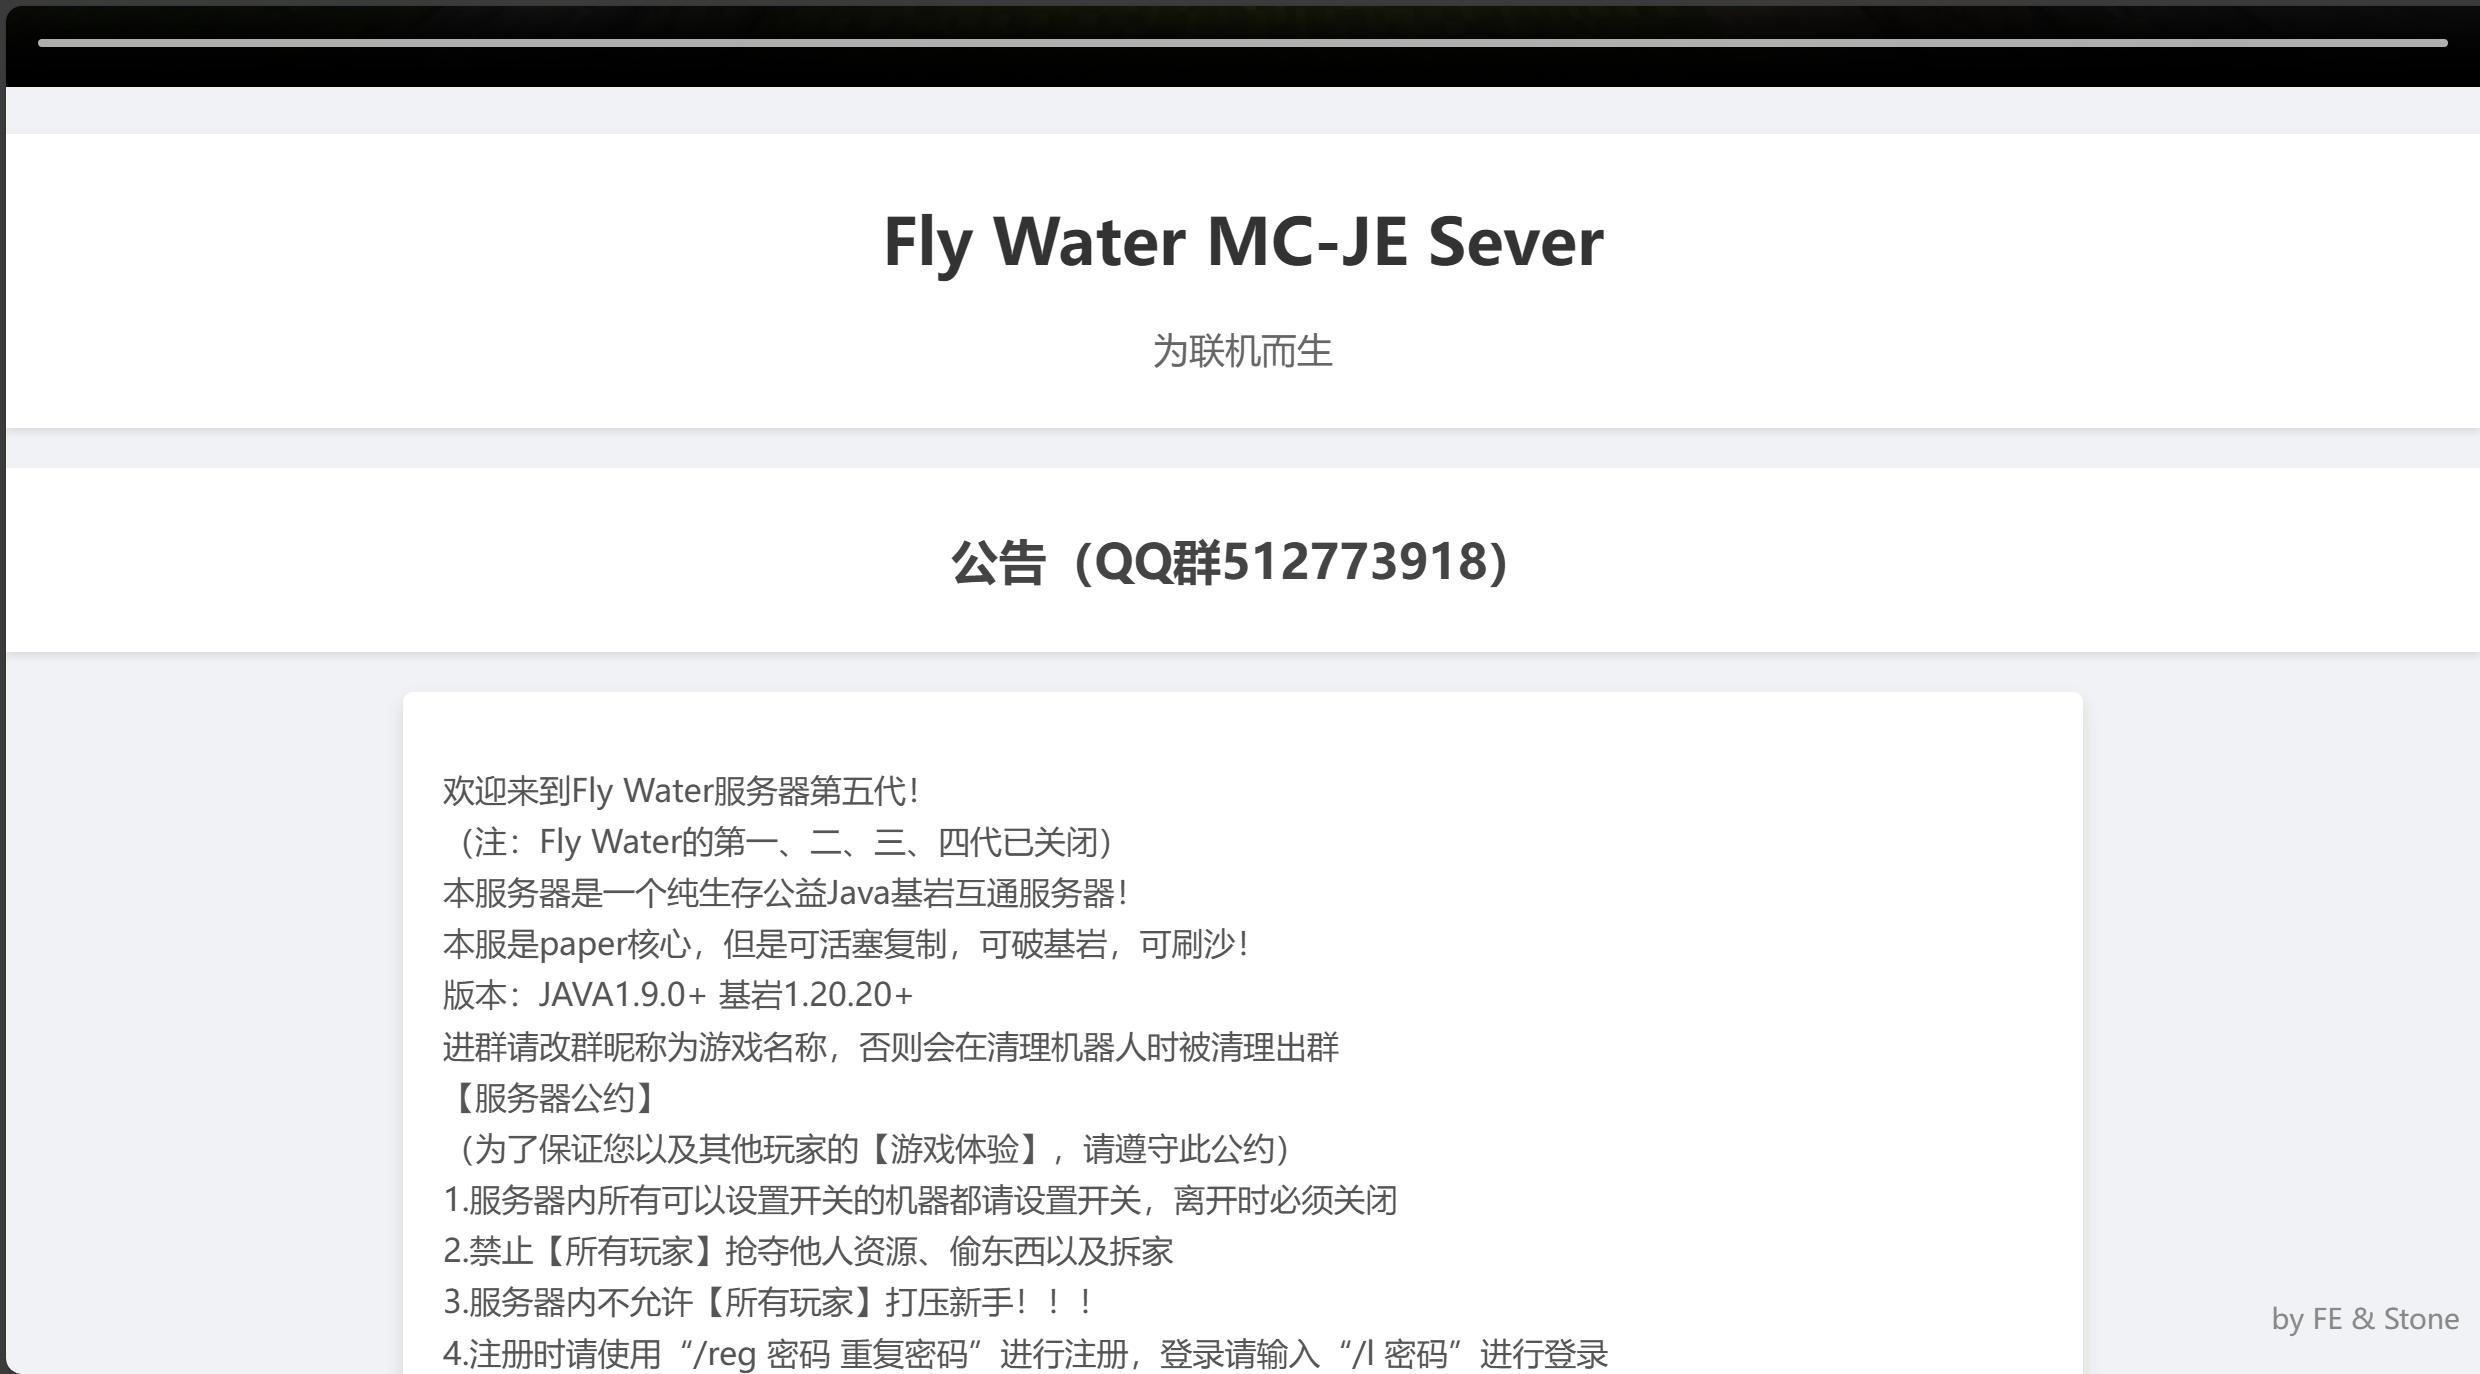 Fly Water MC-JE Sever
为联机而生
公告（QQ群512773918）
欢迎来到Fly Water服务器第五代！
（注：Fly Water的第一、二、三、四代已关闭）
本服务器是一个纯生存公益Java基岩互通服务器！
本服是paper核心，但是可活塞复制，可破基岩，可刷沙！
版本：JAVA1.9.0+ 基岩1.20.20+
进群请改群昵称为游戏名称，否则会在清理机器人时被清理出群
【服务器公约】
（为了保证您以及其他玩家的【游戏体验】，请遵守此公约）
1.服务器内所有可以设置开关的机器都请设置开关，离开时必须关闭
2.禁止【所有玩家】抢夺他人资源、偷东西以及拆家
3.服务器内不允许【所有玩家】打压新手！！！
4.注册时请使用“/reg 密码 重复密码”进行注册，登录请输入“/l 密码”进行登录
by FE & Stone